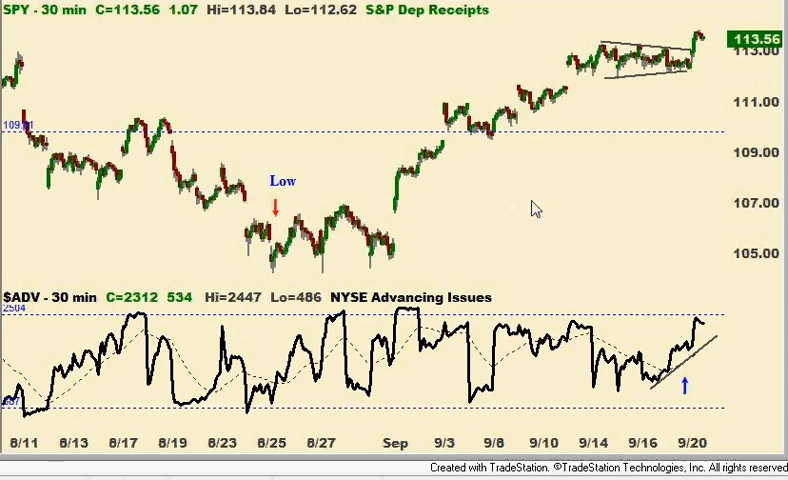 SPY - 30 min C=113.56 1.07 Hi=113.84 Lo=112.62 S&P Dep Receipts
113.56
113.00
111.00
109.00
Low
107.00
105.00
$ADV - 30 min C=2312 534 Hi=2447 Lo=486 NYSE Advancing Issues
2504
8/11 8/13 8/17 8/19 8/23 8/25 8/27 Sep 9/3 9/8 9/10 9/14 9/16 9/20
Created with TradeStation. ©TradeStation Technologies, Inc. All rights reserved